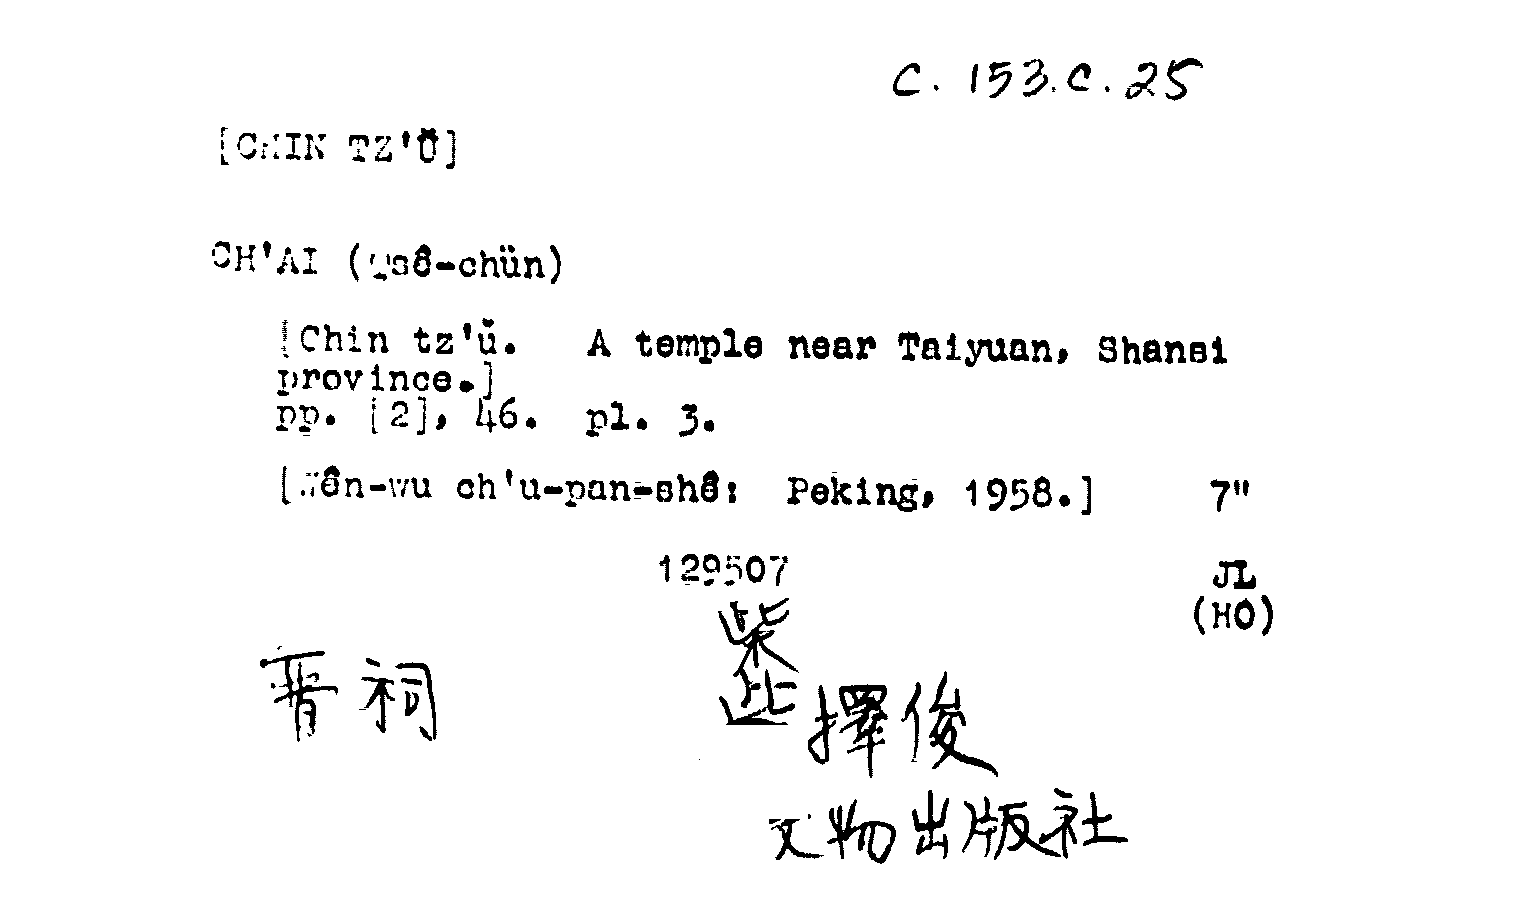 C. 153.c.25
[CHIN TZ'Ŭ]
CH'AI (Tsê-chün)
[Chin tz'ŭ. A temple near Taiyuan, Shansi
province.]
pp. [2], 46. pl. 3.
[Wên-wu ch'u-pan-shê: Peking, 1958.] 7"
129507 JL
(HO)
柴
晋祠 擇俊
文物出版社